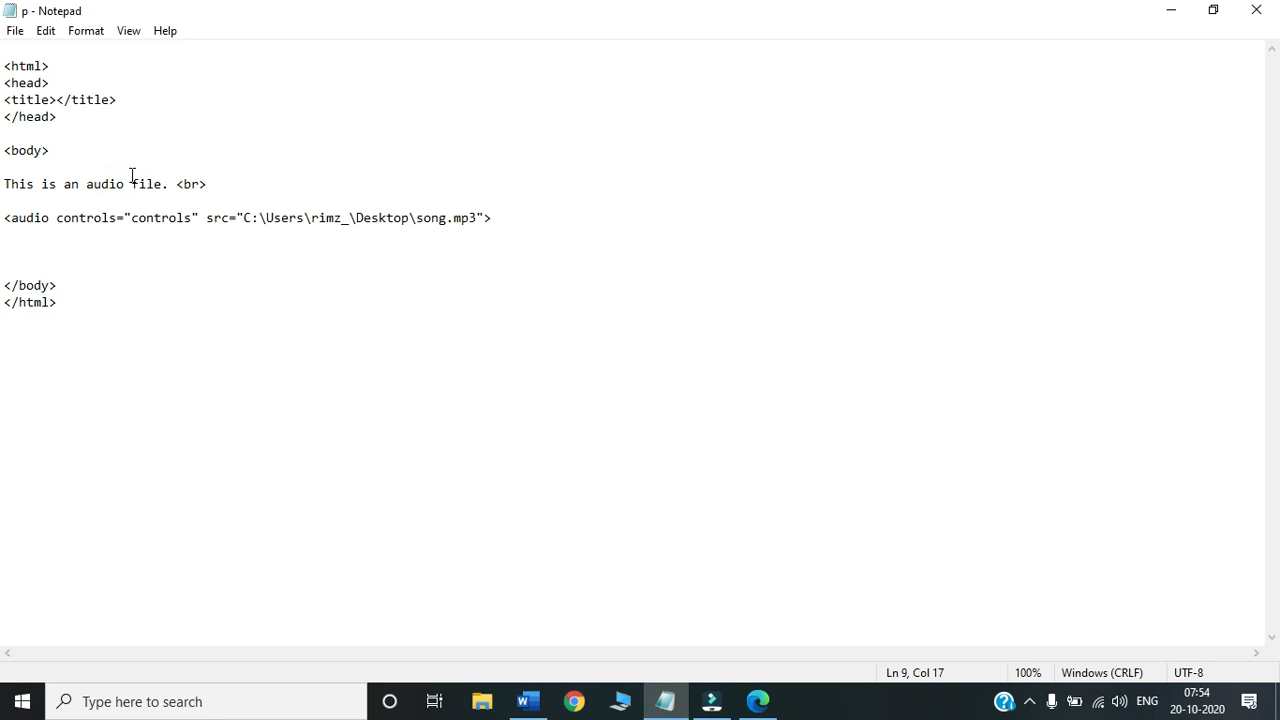 p - Notepad
File Edit Format View Help
<html>
<head>
<title></title>
</head>
<body>
This is an audio file. <br>
<audio controls="controls" src="C:\Users\rimz_\Desktop\song.mp3">
</body>
</html>
Ln 9, Col 17 100% Windows (CRLF) UTF-8
Type here to search ENG 07:54
20-10-2020